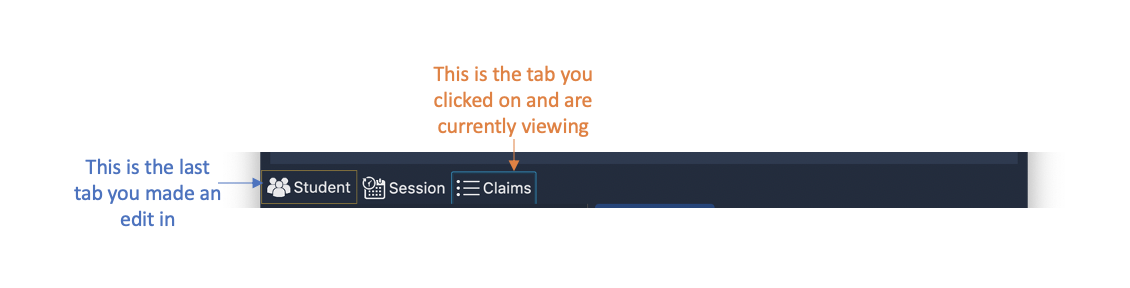 This is the tab you
clicked on and are
currently viewing
This is the last
tab you made an
edit in
Student Session Claims